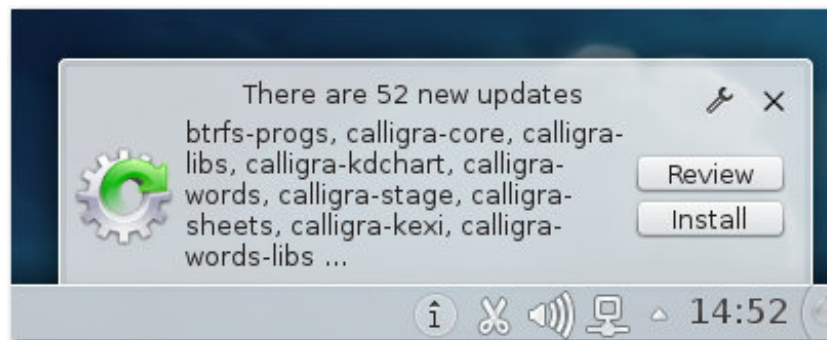 There are 52 new updates
btrfs-progs, calligra-core, calligra-
libs, calligra-kdchart, calligra-
words, calligra-stage, calligra-
sheets, calligra-kexi, calligra-
words-libs ...
Review
Install
14:52